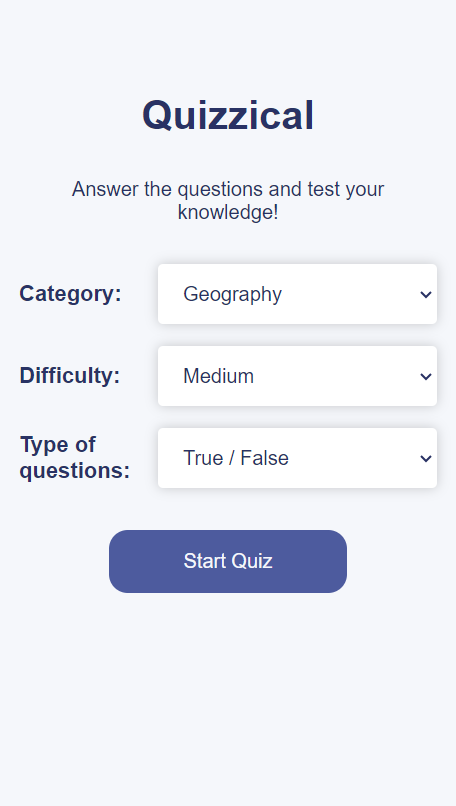 Quizzical
Answer the questions and test your
knowledge!
Category:
Geography
Difficulty:
Medium
Type of
questions:
True / False
Start Quiz